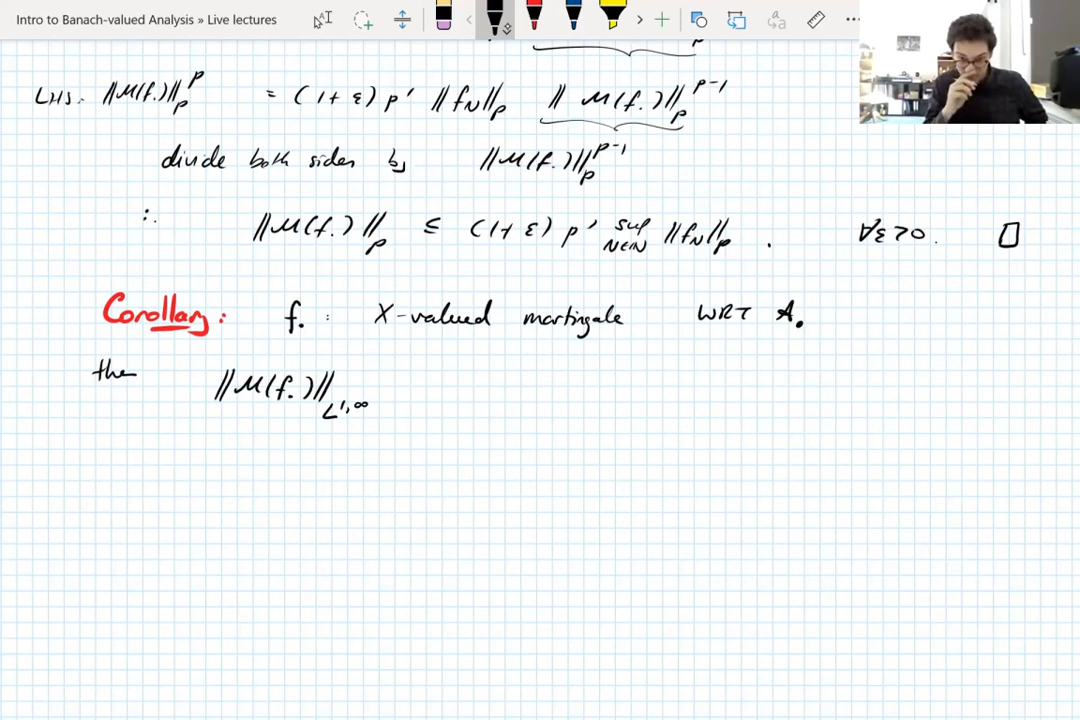 Intro to Banach-valued Analysis » Live lectures
p
LHS. ‖M(f.)‖_p^p = (1+ε) p' ‖f_N‖_p ‖M(f.)‖_p^{p-1}
divide both sides by ‖M(f.)‖_p^{p-1}
∴ ‖M(f.)‖_p ≤ (1+ε) p' sup_{N∈ℕ} ‖f_N‖_p . ∀ε>0. □
Corollary: f. : X-valued martingale WRT A.
the ‖M(f.)‖_{L^{1,∞}}